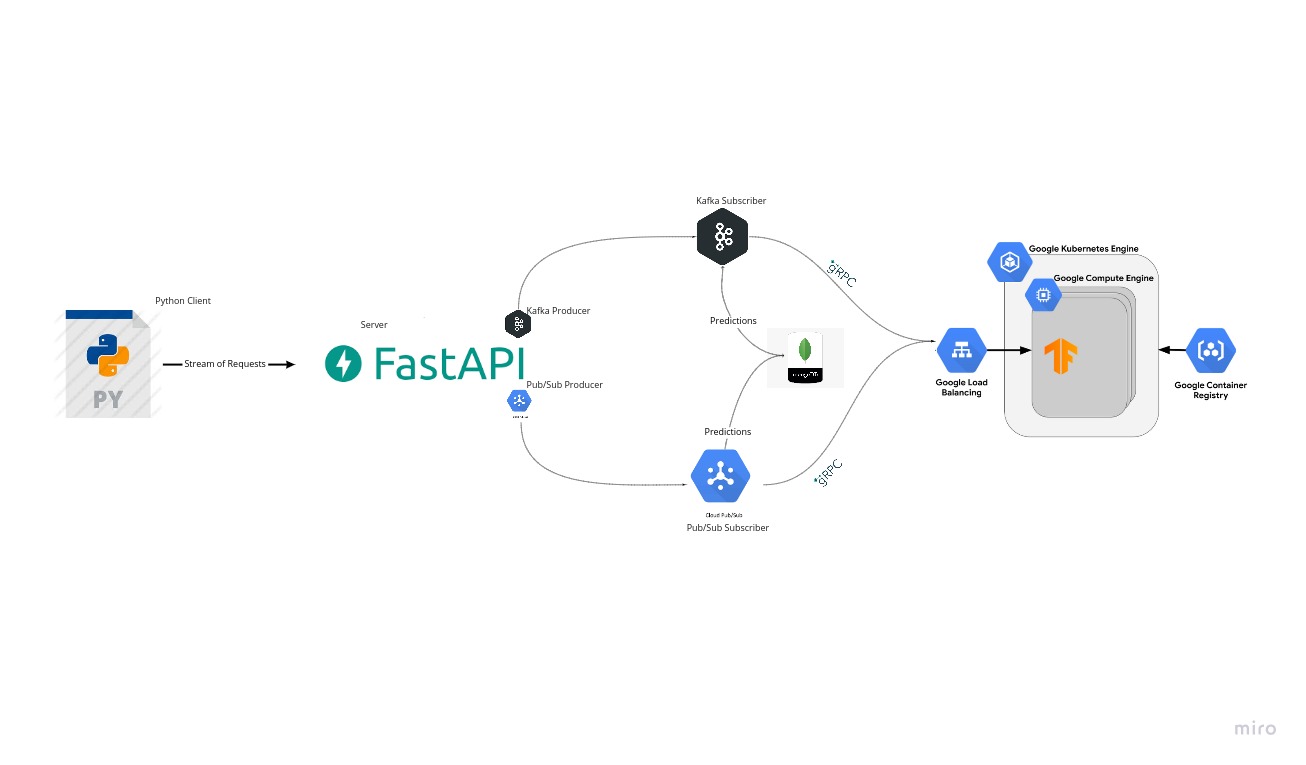 Kafka Subscriber
Google Kubernetes Engine
gRPC
Google Compute Engine
Python Client
Kafka Producer
Server
Predictions
Stream of Requests
FastAPI
PY
Pub/Sub Producer
Google Load
Balancing
Google Container
Registry
Predictions
gRPC
Cloud Pub/Sub
Pub/Sub Subscriber
miro